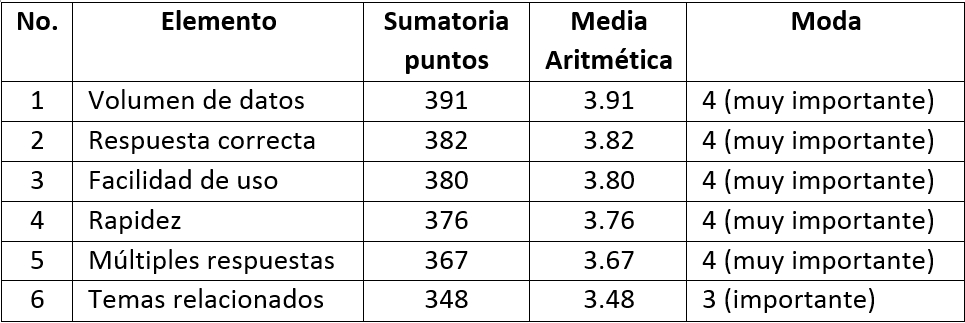 No. Elemento Sumatoria puntos Media Aritmética Moda
1 Volumen de datos 391 3.91 4 (muy importante)
2 Respuesta correcta 382 3.82 4 (muy importante)
3 Facilidad de uso 380 3.80 4 (muy importante)
4 Rapidez 376 3.76 4 (muy importante)
5 Múltiples respuestas 367 3.67 4 (muy importante)
6 Temas relacionados 348 3.48 3 (importante)